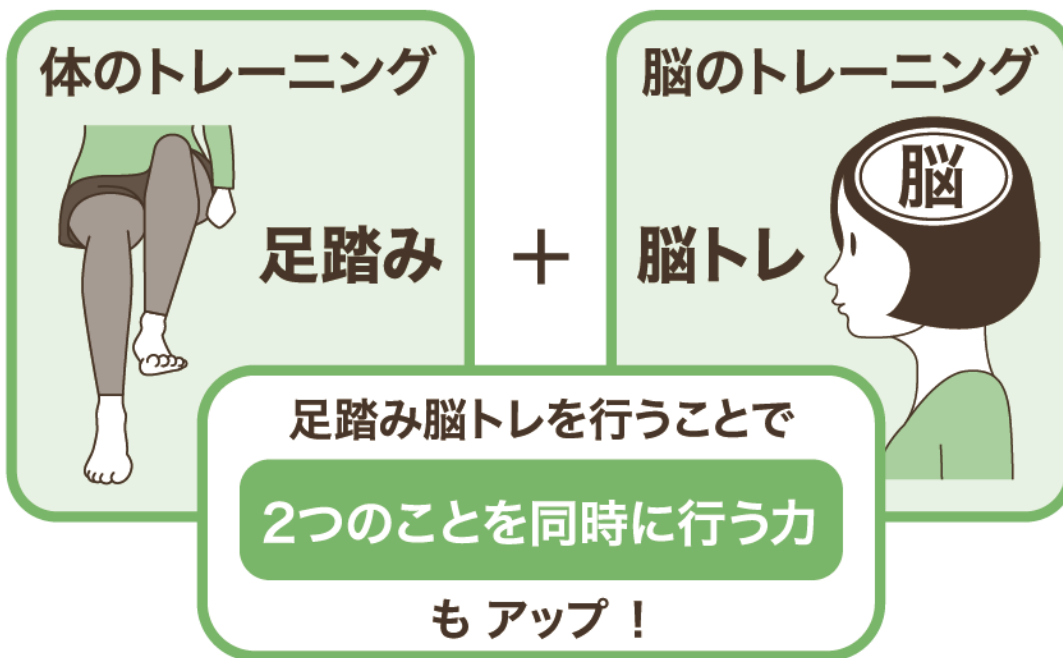 体のトレーニング
足踏み
+
脳のトレーニング
脳
脳トレ
足踏み脳トレを行うことで
2つのことを同時に行う力
も アップ！